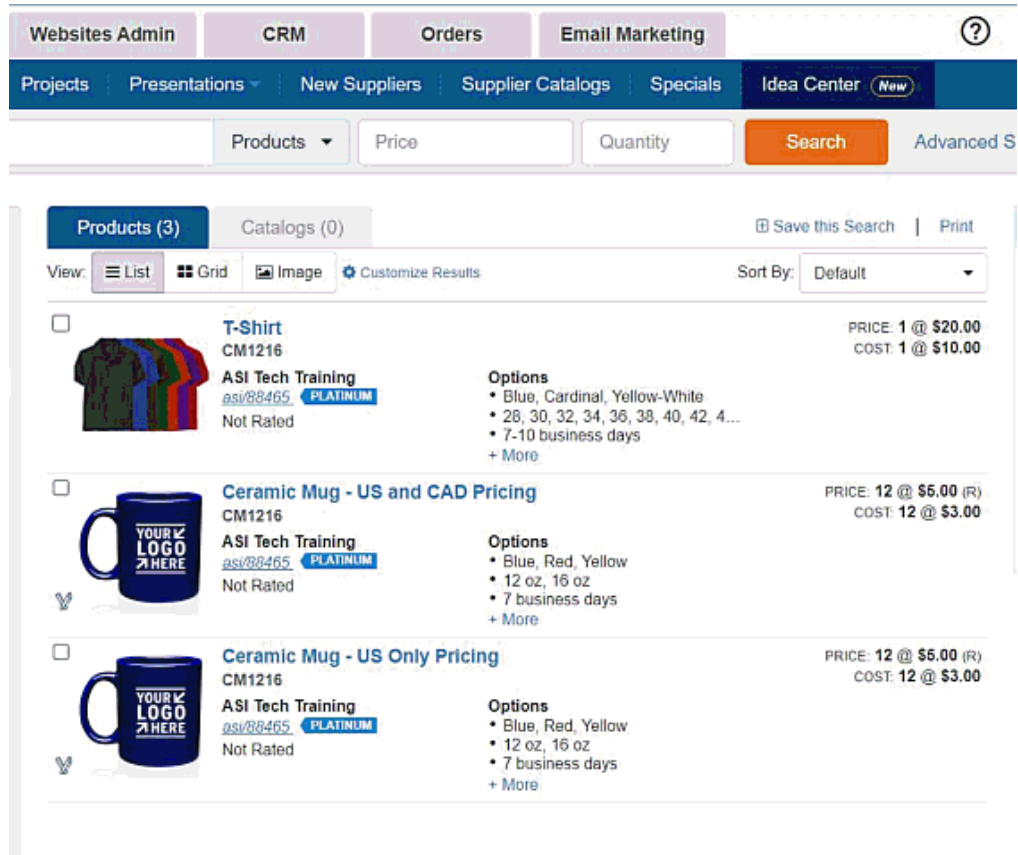 Websites Admin CRM Orders Email Marketing ?
Projects Presentations New Suppliers Supplier Catalogs Specials Idea Center New
Products Price Quantity Search Advanced S
Products (3) Catalogs (0) Save this Search | Print
View: List Grid Image Customize Results Sort By: Default
T-Shirt PRICE: 1 @ $20.00
CM1216 COST: 1 @ $10.00
ASI Tech Training Options
asi/88465 PLATINUM • Blue, Cardinal, Yellow-White
Not Rated • 28, 30, 32, 34, 36, 38, 40, 42, 4...
• 7-10 business days
+ More
Ceramic Mug - US and CAD Pricing PRICE: 12 @ $5.00 (R)
CM1216 COST: 12 @ $3.00
YOUR
LOGO
HERE
ASI Tech Training Options
asi/88465 PLATINUM • Blue, Red, Yellow
Not Rated • 12 oz, 16 oz
• 7 business days
+ More
Ceramic Mug - US Only Pricing PRICE: 12 @ $5.00 (R)
CM1216 COST: 12 @ $3.00
YOUR
LOGO
HERE
ASI Tech Training Options
asi/88465 PLATINUM • Blue, Red, Yellow
Not Rated • 12 oz, 16 oz
• 7 business days
+ More